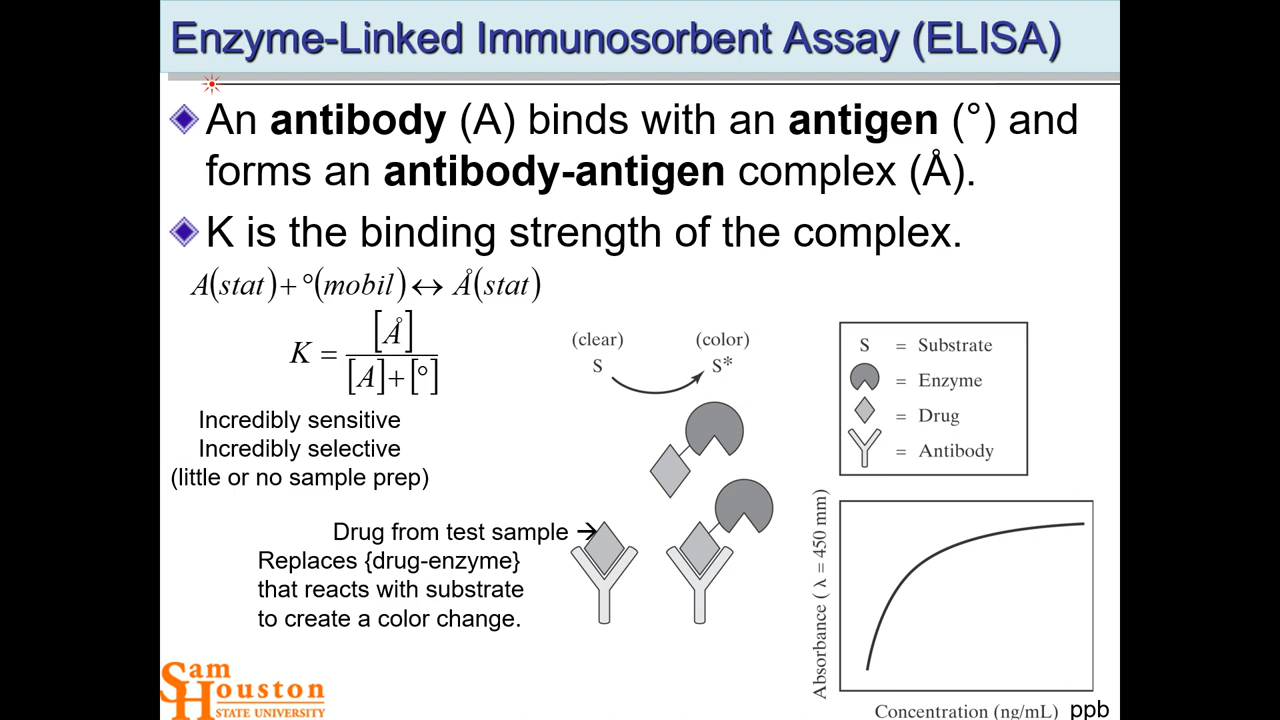 Enzyme-Linked Immunosorbent Assay (ELISA)
An antibody (A) binds with an antigen (°) and
forms an antibody-antigen complex (Å).
K is the binding strength of the complex.
A(stat)+°(mobil)↔Å(stat)
K = [Å] / [A]+[°]
Incredibly sensitive
Incredibly selective
(little or no sample prep)
Drug from test sample →
Replaces {drug-enzyme}
that reacts with substrate
to create a color change.
(clear) (color)
S S*
S = Substrate
= Enzyme
= Drug
= Antibody
Absorbance ( λ = 450 mm)
Concentration (ng/mL) ppb
Sam
Houston
STATE UNIVERSITY